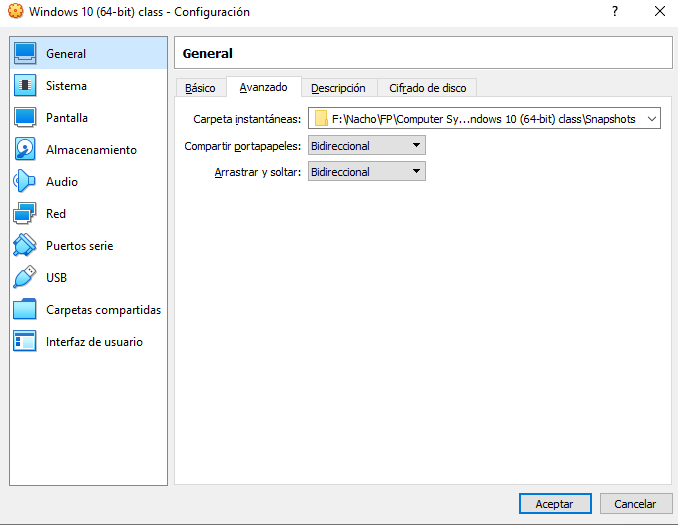 Windows 10 (64-bit) class - Configuración
?
General
Sistema
Pantalla
Almacenamiento
Audio
Red
Puertos serie
USB
Carpetas compartidas
Interfaz de usuario
General
Básico
Avanzado
Descripción
Cifrado de disco
Carpeta instantáneas:
F:\Nacho\FP\Computer Sy...ndows 10 (64-bit) class\Snapshots
Compartir portapapeles:
Bidireccional
Arrastrar y soltar:
Bidireccional
Aceptar
Cancelar